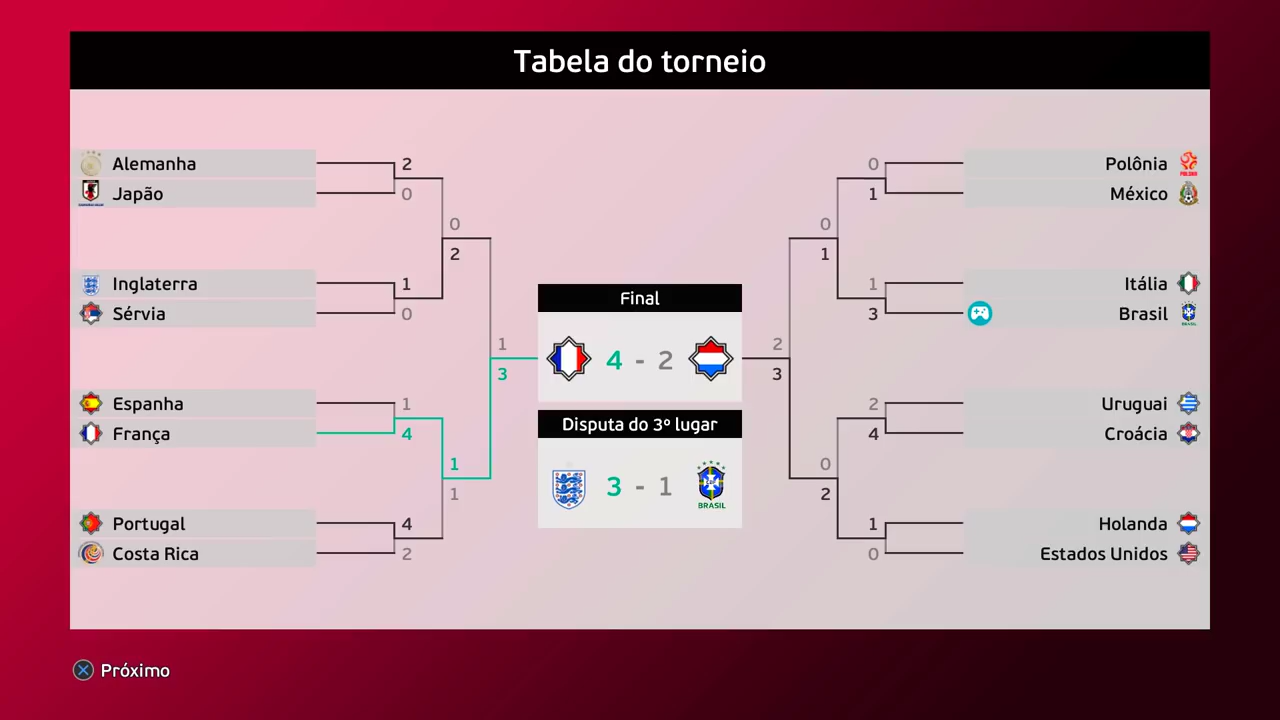 Tabela do torneio
Alemanha 2
Japão 0
0
2
Inglaterra 1
Sérvia 0
1
3
Espanha 1
França 4
1
1
Portugal 4
Costa Rica 2
Final
4 - 2
Disputa do 3º lugar
3 - 1
BRASIL
0 Polônia
1 México
0
1
1 Itália
3 Brasil
2
3
2 Uruguai
4 Croácia
0
2
1 Holanda
0 Estados Unidos
Próximo